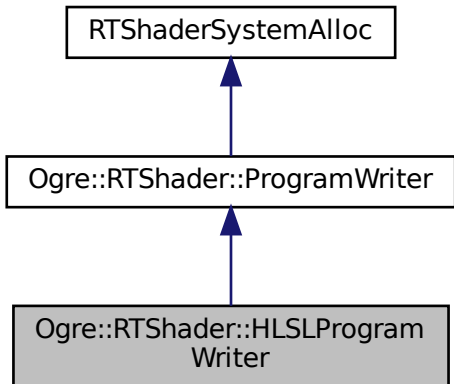 RTShaderSystemAlloc
Ogre::RTShader::ProgramWriter
Ogre::RTShader::HLSLProgram
Writer